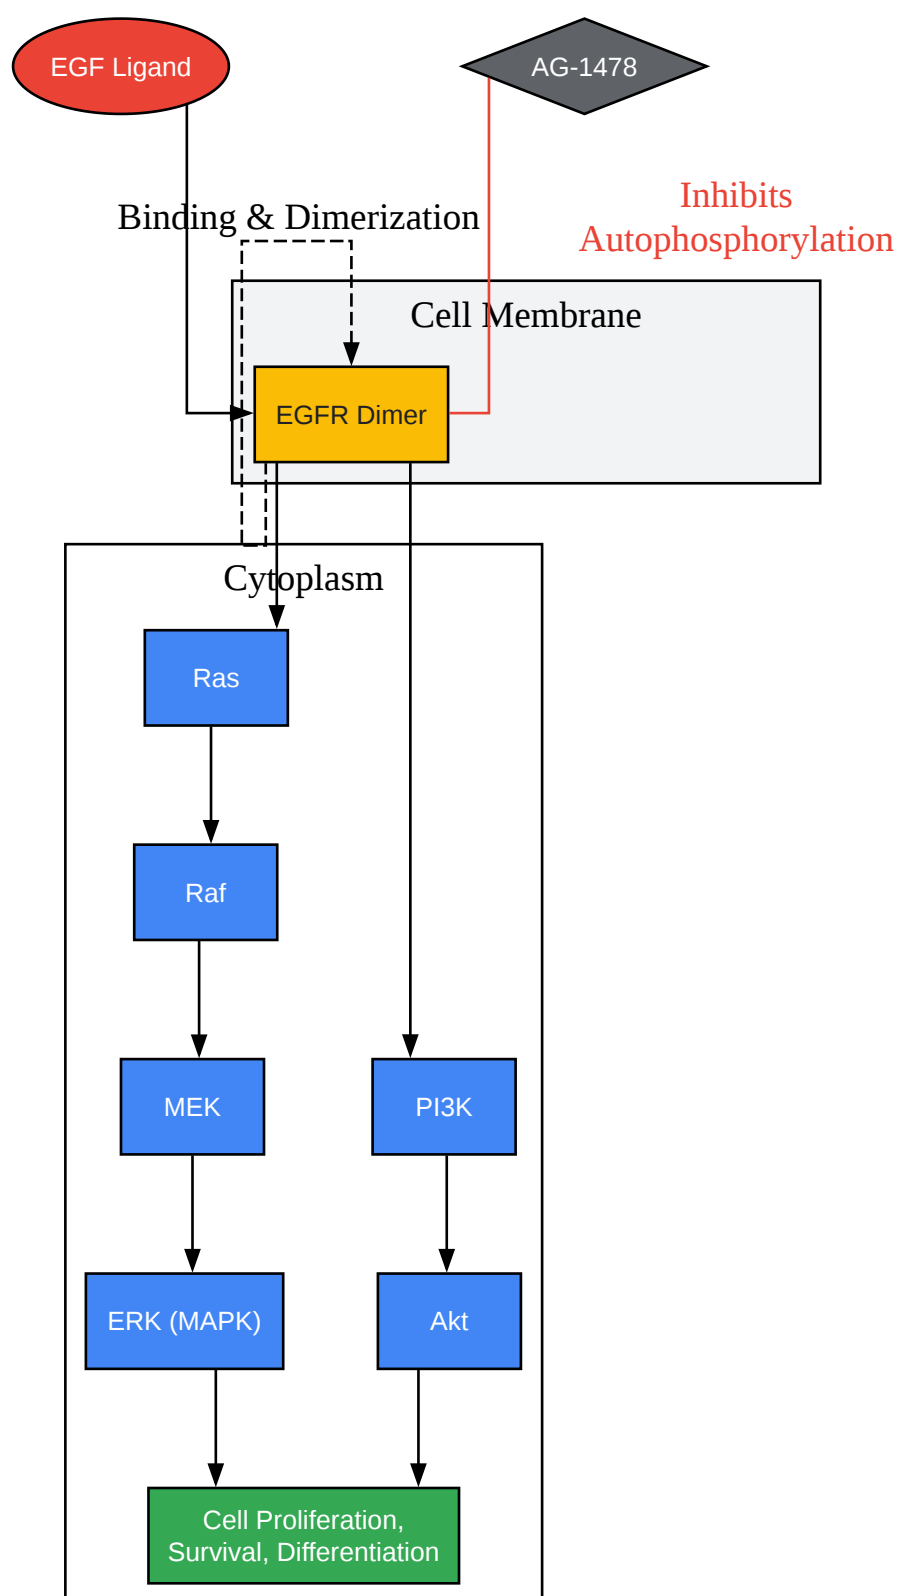 EGF Ligand
AG-1478
Inhibits
Autophosphorylation
Binding & Dimerization
Cell Membrane
EGFR Dimer
Cytoplasm
Ras
Raf
MEK
PI3K
ERK (MAPK)
Akt
Cell Proliferation,
Survival, Differentiation